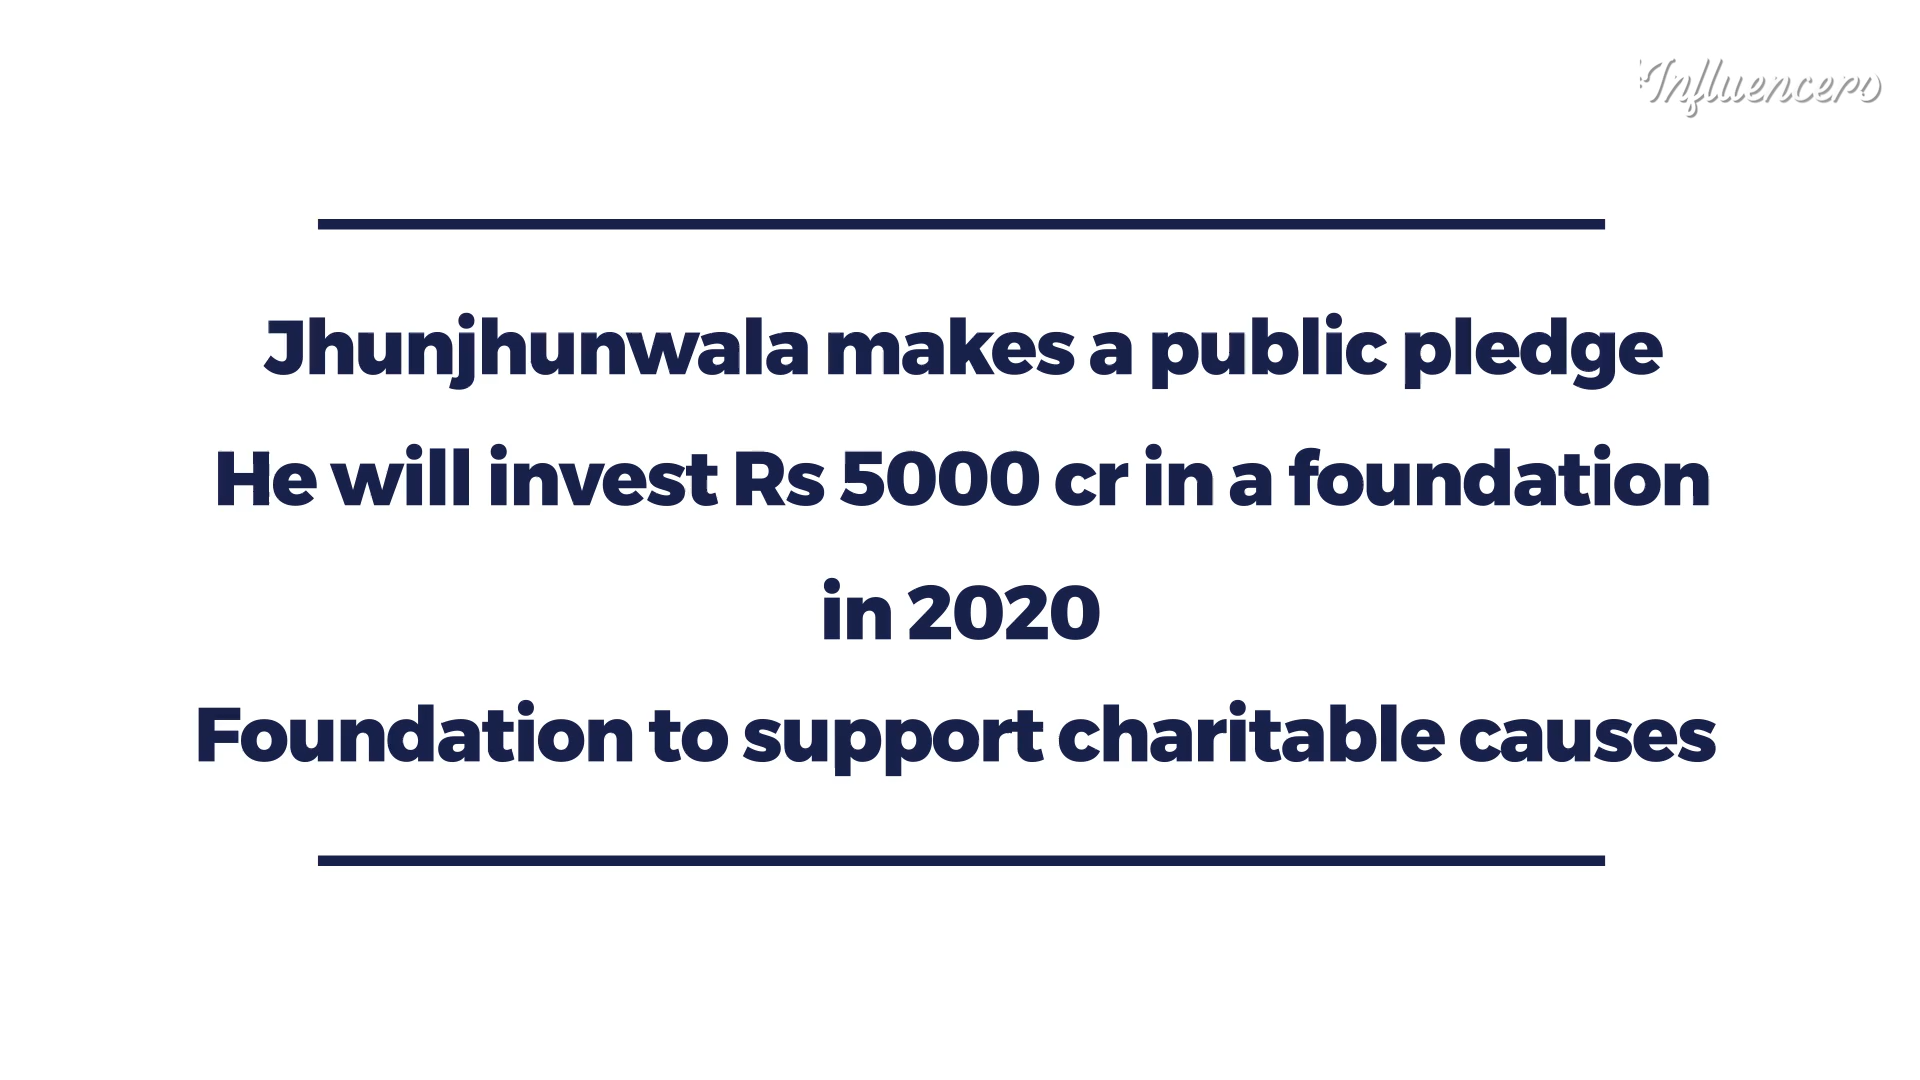 Influencers
Jhunjhunwala makes a public pledge
He will invest Rs 5000 cr in a foundation
in 2020
Foundation to support charitable causes